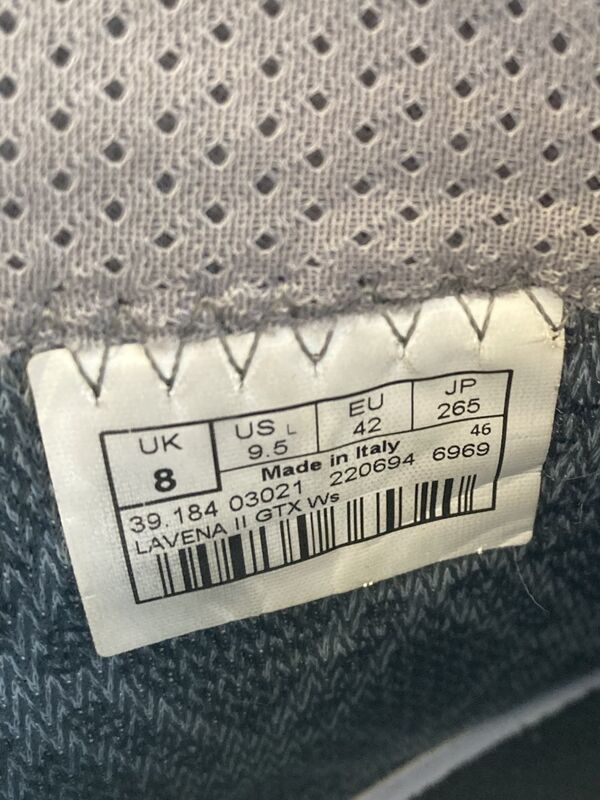 UK US L EU JP
8 9.5 42 265
Made in Italy 46
39.184 03021 220694 6969
LAVENA II GTX Ws